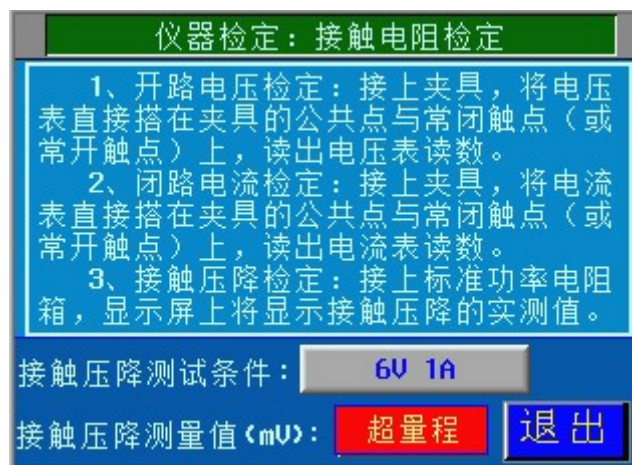 仪器检定：接触电阻检定
1、开路电压检定：接上夹具，将电压
表直接搭在夹具的公共点与常闭触点（或
常开触点）上，读出电压表读数。
2、闭路电流检定：接上夹具，将电流
表直接搭在夹具的公共点与常闭触点（或
常开触点）上，读出电流表读数。
3、接触压降检定：接上标准功率电阻
箱，显示屏上将显示接触压降的实测值。
接触压降测试条件：
6V 1A
接触压降测量值(mV)：
超量程
退出